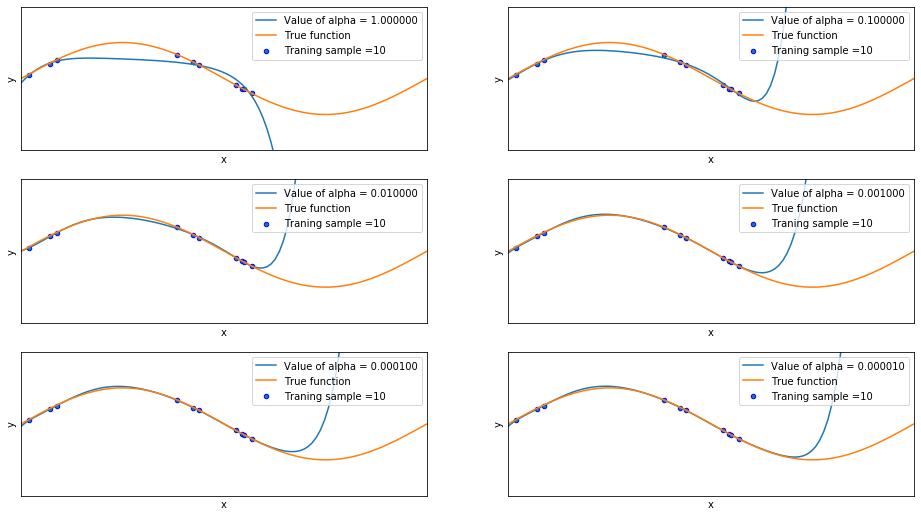 Value of alpha = 1.000000
True function
Traning sample =10
y
x
Value of alpha = 0.100000
True function
Traning sample =10
y
x
Value of alpha = 0.010000
True function
Traning sample =10
y
x
Value of alpha = 0.001000
True function
Traning sample =10
y
x
Value of alpha = 0.000100
True function
Traning sample =10
y
x
Value of alpha = 0.000010
True function
Traning sample =10
y
x